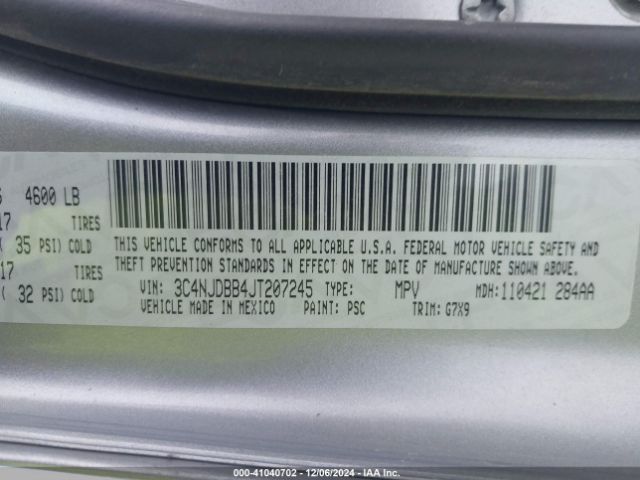 4600 LB
17 TIRES
35 PSI) COLD
17 TIRES
( 32 PSI) COLD
THIS VEHICLE CONFORMS TO ALL APPLICABLE U.S.A. FEDERAL MOTOR VEHICLE SAFETY AND
THEFT PREVENTION STANDARDS IN EFFECT ON THE DATE OF MANUFACTURE SHOWN ABOVE.
VIN: 3C4NJDBB4JT207245 TYPE: MPV MDH:110421 284AA
VEHICLE MADE IN MEXICO PAINT: PSC TRIM: G7X9
000-41040702 - 12/06/2024 - IAA Inc.